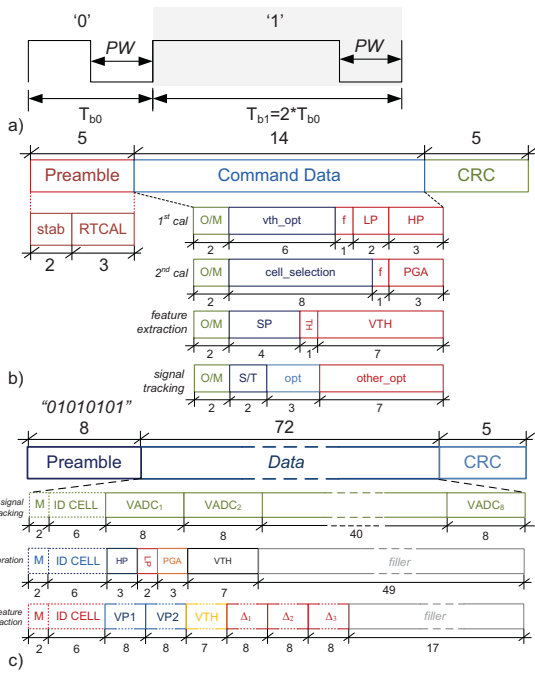 ‘0’ ‘1’
PW PW
T_b0 T_b1=2*T_b0
a)
5 14 5
Preamble Command Data CRC
stab RTCAL
2 3
1st cal O/M vth_opt f LP HP
2 6 1 2 3
2nd cal O/M cell_selection f PGA
2 8 1 3
feature
extraction O/M SP TH VTH
2 4 1 7
signal
tracking O/M S/T opt other_opt
2 2 3 7
b)
"01010101"
8 72 5
Preamble Data CRC
signal
acking M ID CELL VADC1 VADC2 VADC8
2 6 8 8 40 8
oration M ID CELL HP LP PGA VTH filler
2 6 3 2 3 7 49
eature
action M ID CELL VP1 VP2 VTH Δ1 Δ2 Δ3 filler
2 6 8 8 7 8 8 8 17
c)